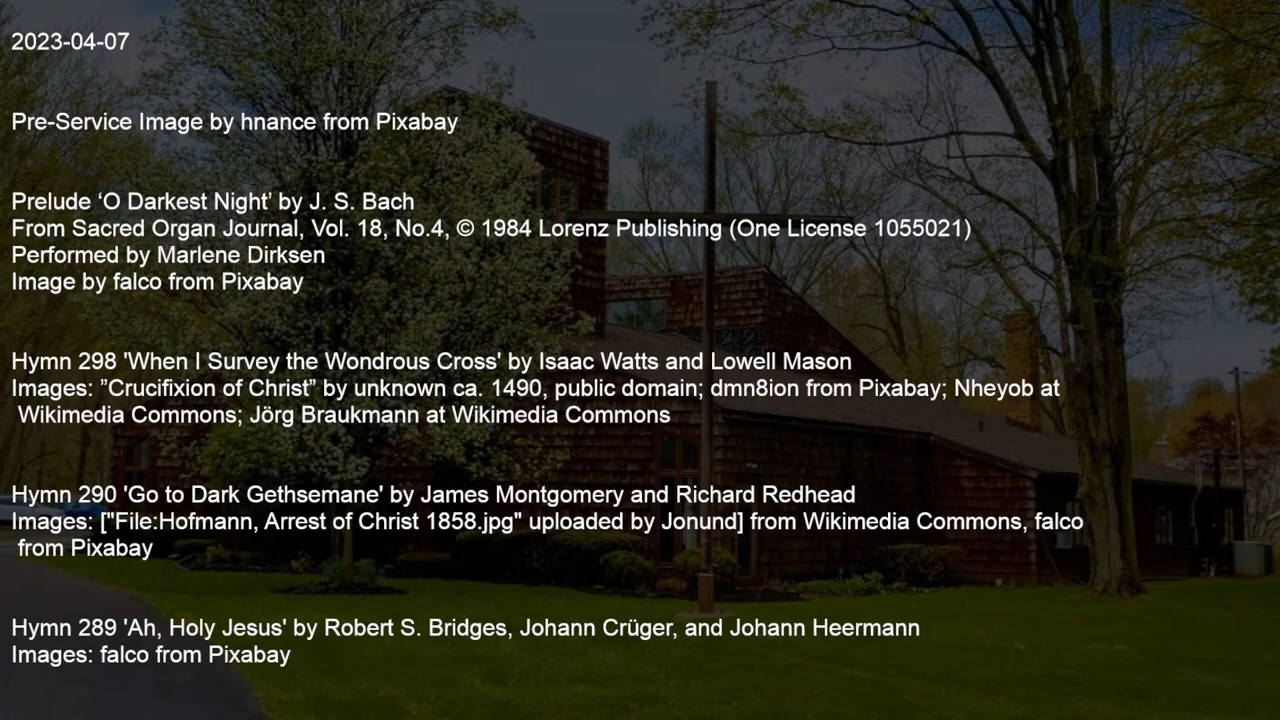 2023-04-07
Pre-Service Image by hnance from Pixabay
Prelude ‘O Darkest Night’ by J. S. Bach
From Sacred Organ Journal, Vol. 18, No.4, © 1984 Lorenz Publishing (One License 1055021)
Performed by Marlene Dirksen
Image by falco from Pixabay
Hymn 298 'When I Survey the Wondrous Cross' by Isaac Watts and Lowell Mason
Images: ”Crucifixion of Christ” by unknown ca. 1490, public domain; dmn8ion from Pixabay; Nheyob at
Wikimedia Commons; Jörg Braukmann at Wikimedia Commons
Hymn 290 'Go to Dark Gethsemane' by James Montgomery and Richard Redhead
Images: ["File:Hofmann, Arrest of Christ 1858.jpg" uploaded by Jonund] from Wikimedia Commons, falco
from Pixabay
Hymn 289 'Ah, Holy Jesus' by Robert S. Bridges, Johann Crüger, and Johann Heermann
Images: falco from Pixabay